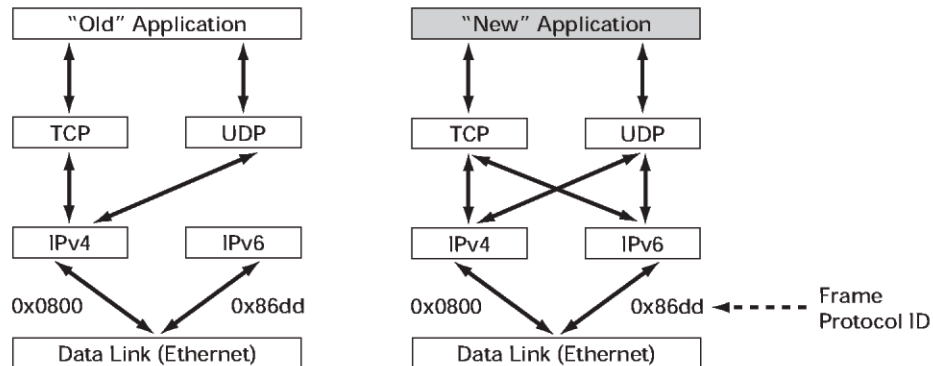 "Old" Application
"New" Application
TCP
UDP
TCP
UDP
IPv4
IPv6
IPv4
IPv6
0x0800
0x86dd
0x0800
0x86dd
Frame
Protocol ID
Data Link (Ethernet)
Data Link (Ethernet)